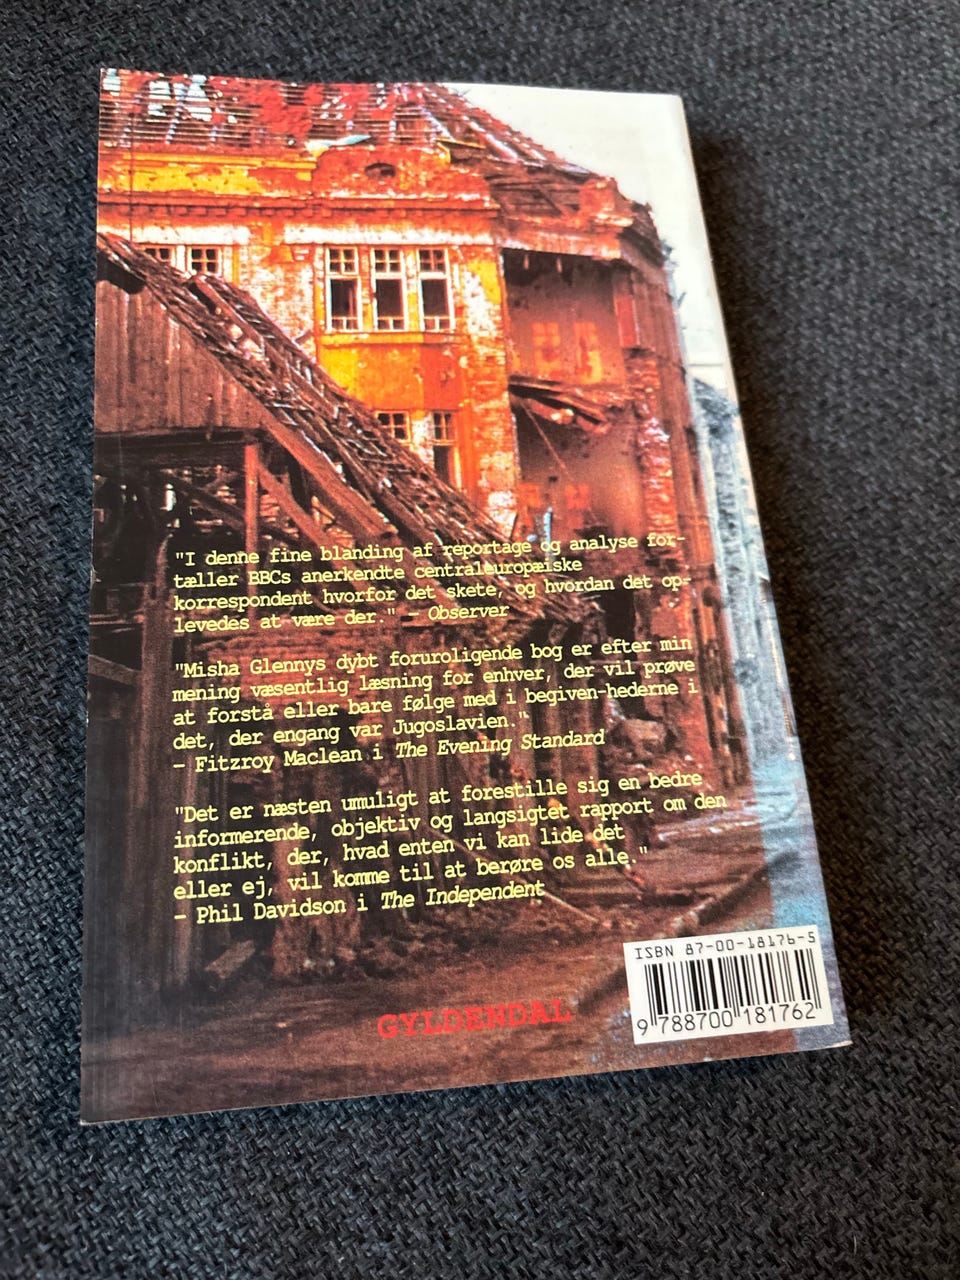 "I denne fine blanding af reportage og analyse for-
tæller BBCs anerkendte centraleuropæiske
korrespondent hvorfor det skete, og hvordan det op-
levedes at være der." – Observer
"Misha Glennys dybt foruroligende bog er efter min
mening væsentlig læsning for enhver, der vil prøve
at forstå eller bare følge med i begiven-hederne i
det, der engang var Jugoslavien."
– Fitzroy Maclean i The Evening Standard
"Det er næsten umuligt at forestille sig en bedre
informerende, objektiv og langsigtet rapport om den
konflikt, der, hvad enten vi kan lide det
eller ej, vil komme til at berøre os alle."
– Phil Davidson i The Independent
ISBN 87-00-18176-5
9 788700 181762
GYLDENDAL